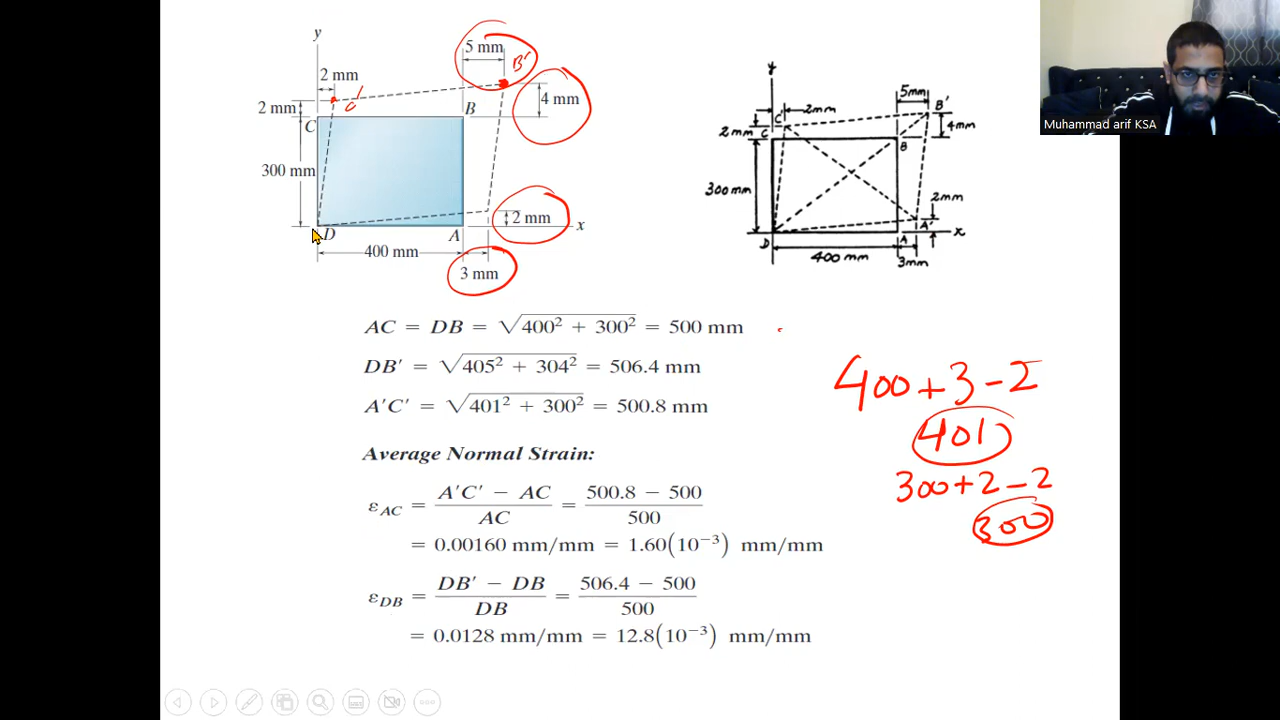 y
5 mm
B'
2 mm
C'
2 mm
4 mm
B
C
300 mm
2 mm
x
D
A
400 mm
3 mm
y
5mm
B'
2mm
C'
2mm
C
4mm
B
300mm
2mm
A'
D
A
x
400 mm
3mm
Muhammad arif KSA
AC = DB = √400² + 300² = 500 mm
DB′ = √405² + 304² = 506.4 mm
A′C′ = √401² + 300² = 500.8 mm
Average Normal Strain:
εAC = A′C′ − AC / AC = 500.8 − 500 / 500
= 0.00160 mm/mm = 1.60(10⁻³) mm/mm
εDB = DB′ − DB / DB = 506.4 − 500 / 500
= 0.0128 mm/mm = 12.8(10⁻³) mm/mm
400+3-2
401
300+2-2
300